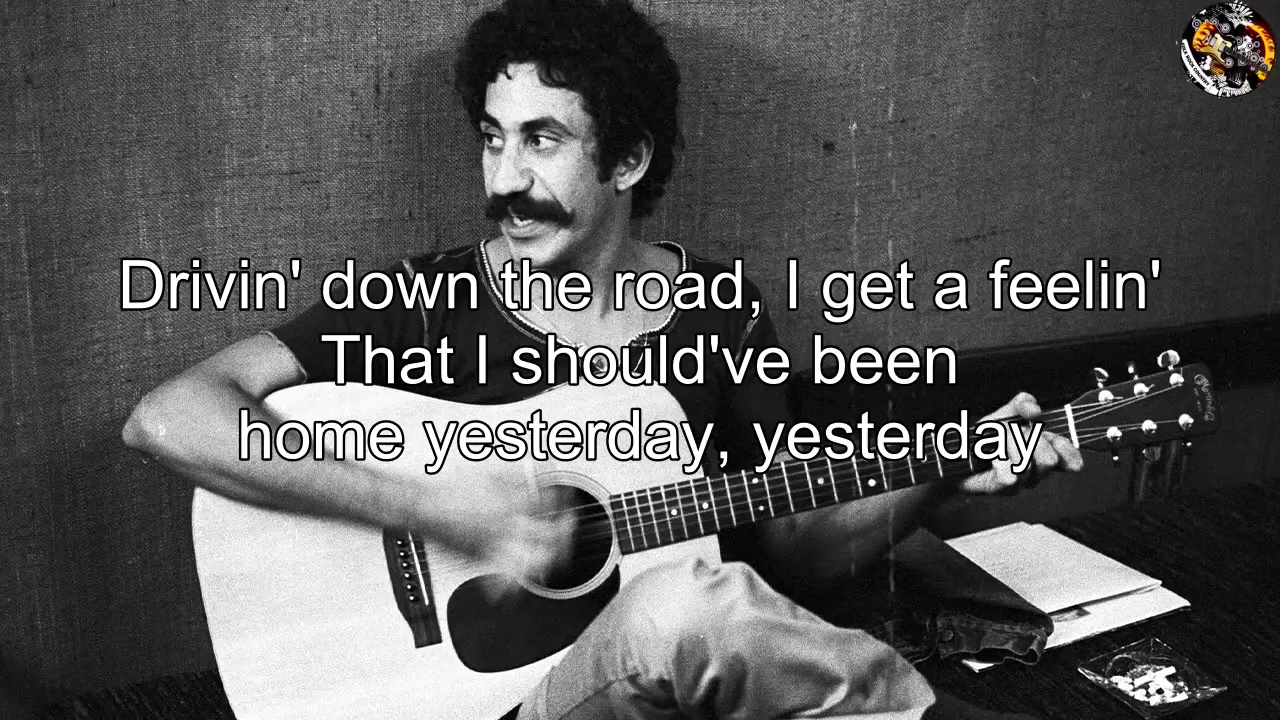 Drivin' down the road, I get a feelin'
That I should've been
home yesterday, yesterday